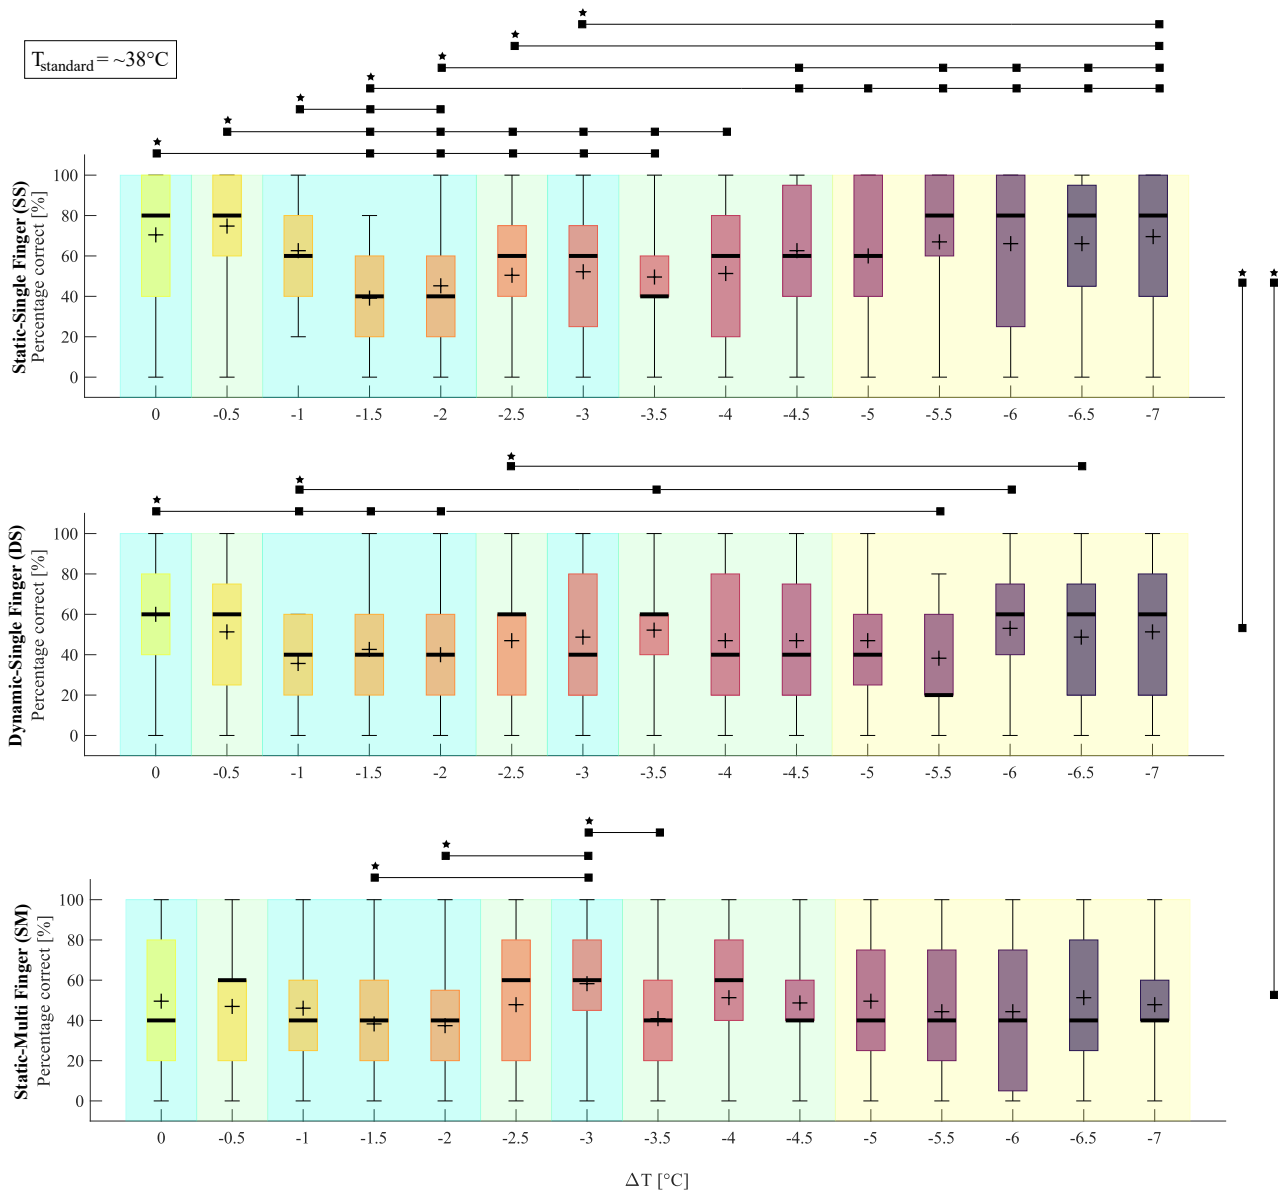 T_standard = ~38°C
Static-Single Finger (SS)
Percentage correct [%]
100
80
60
40
20
0
0 -0.5 -1 -1.5 -2 -2.5 -3 -3.5 -4 -4.5 -5 -5.5 -6 -6.5 -7
Dynamic-Single Finger (DS)
Percentage correct [%]
100
80
60
40
20
0
0 -0.5 -1 -1.5 -2 -2.5 -3 -3.5 -4 -4.5 -5 -5.5 -6 -6.5 -7
Static-Multi Finger (SM)
Percentage correct [%]
100
80
60
40
20
0
0 -0.5 -1 -1.5 -2 -2.5 -3 -3.5 -4 -4.5 -5 -5.5 -6 -6.5 -7
ΔT [°C]